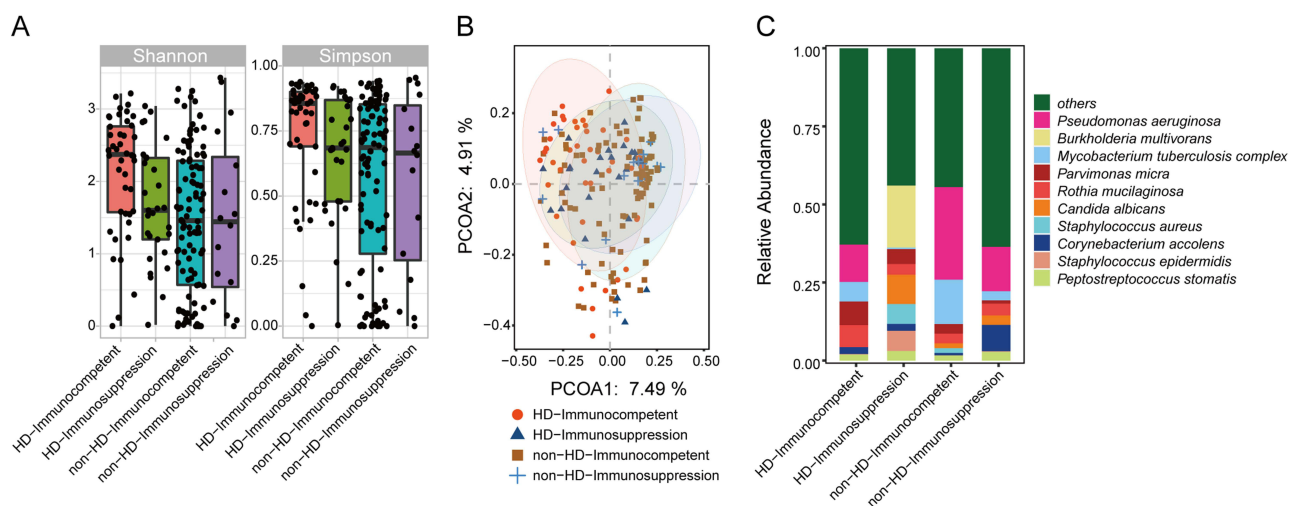 A
Shannon
Simpson
3
2
1
0
1.00
0.75
0.50
0.25
0.00
HD-Immunocompetent
HD-Immunosuppression
non-HD-Immunocompetent
non-HD-Immunosuppression
HD-Immunocompetent
HD-Immunosuppression
non-HD-Immunocompetent
non-HD-Immunosuppression
B
PCOA2: 4.91 %
0.2
0.0
−0.2
−0.4
−0.50
−0.25
0.00
0.25
0.50
PCOA1: 7.49 %
HD−Immunocompetent
HD−Immunosuppression
non−HD−Immunocompetent
non−HD−Immunosuppression
C
Relative Abundance
1.00
0.75
0.50
0.25
0.00
HD−Immunocompetent
HD−Immunosuppression
non−HD−Immunocompetent
non−HD−Immunosuppression
others
Pseudomonas aeruginosa
Burkholderia multivorans
Mycobacterium tuberculosis complex
Parvimonas micra
Rothia mucilaginosa
Candida albicans
Staphylococcus aureus
Corynebacterium accolens
Staphylococcus epidermidis
Peptostreptococcus stomatis